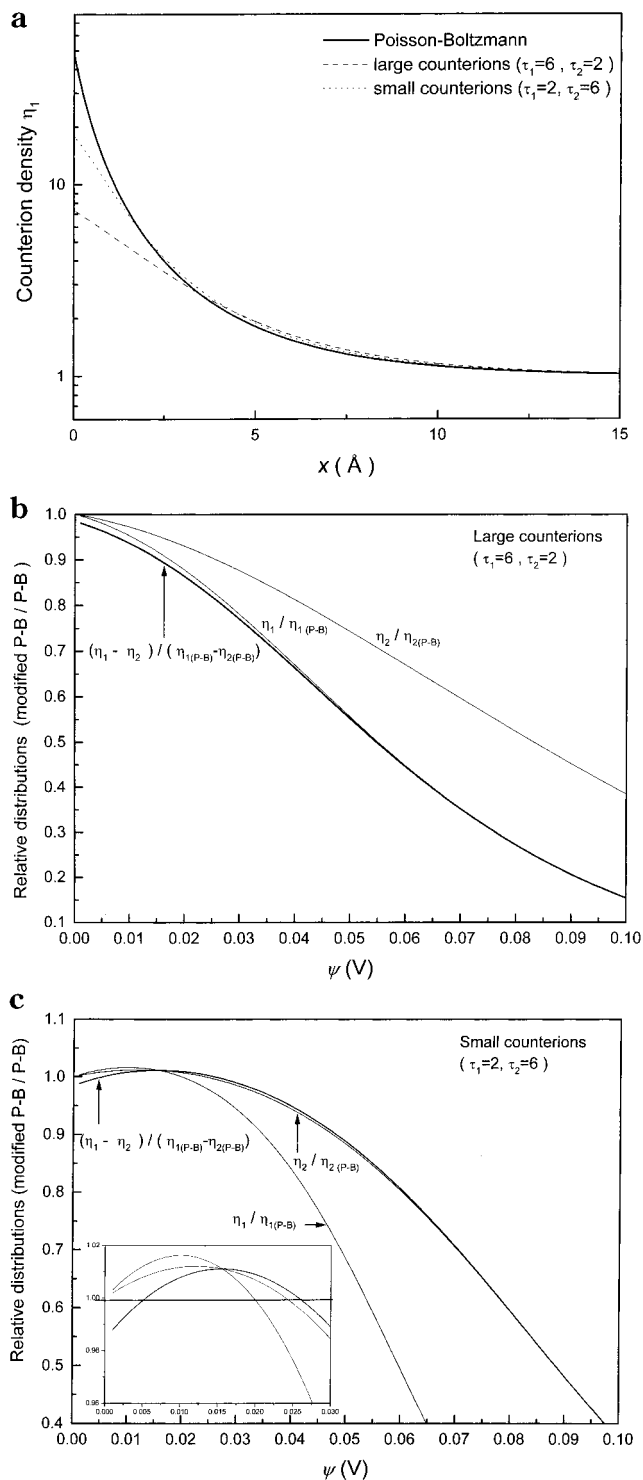 a
Poisson-Boltzmann
large counterions (τ₁=6 , τ₂=2)
small counterions (τ₁=2, τ₂=6)
Counterion density η₁
10
1
0
5
10
15
x ( Å )
b
1.0
0.9
0.8
0.7
0.6
0.5
0.4
0.3
0.2
0.1
Relative distributions (modified P-B / P-B )
Large counterions
( τ₁=6 , τ₂=2 )
η₁ / η₁(P-B)
η₂ / η₂(P-B)
(η₁ - η₂ ) / ( η₁(P-B)-η₂(P-B))
0.00 0.01 0.02 0.03 0.04 0.05 0.06 0.07 0.08 0.09 0.10
ψ (V)
c
1.1
1.0
0.9
0.8
0.7
0.6
0.5
0.4
Relative distributions (modified P-B / P-B)
Small counterions
( τ₁=2, τ₂=6 )
(η₁ - η₂ ) / ( η₁(P-B)-η₂(P-B))
η₂ / η₂ (P-B)
η₁ / η₁(P-B)
1.02
1.00
0.98
0.96
0.000 0.005 0.010 0.015 0.020 0.025 0.030
0.00 0.01 0.02 0.03 0.04 0.05 0.06 0.07 0.08 0.09 0.10
ψ (V)